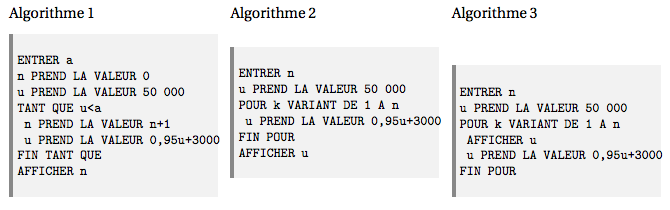 Algorithme 1
ENTRER a
n PREND LA VALEUR 0
u PREND LA VALEUR 50 000
TANT QUE u<a
n PREND LA VALEUR n+1
u PREND LA VALEUR 0,95u+3000
FIN TANT QUE
AFFICHER n
Algorithme 2
ENTRER n
u PREND LA VALEUR 50 000
POUR k VARIANT DE 1 A n
u PREND LA VALEUR 0,95u+3000
FIN POUR
AFFICHER u
Algorithme 3
ENTRER n
u PREND LA VALEUR 50 000
POUR k VARIANT DE 1 A n
AFFICHER u
u PREND LA VALEUR 0,95u+3000
FIN POUR